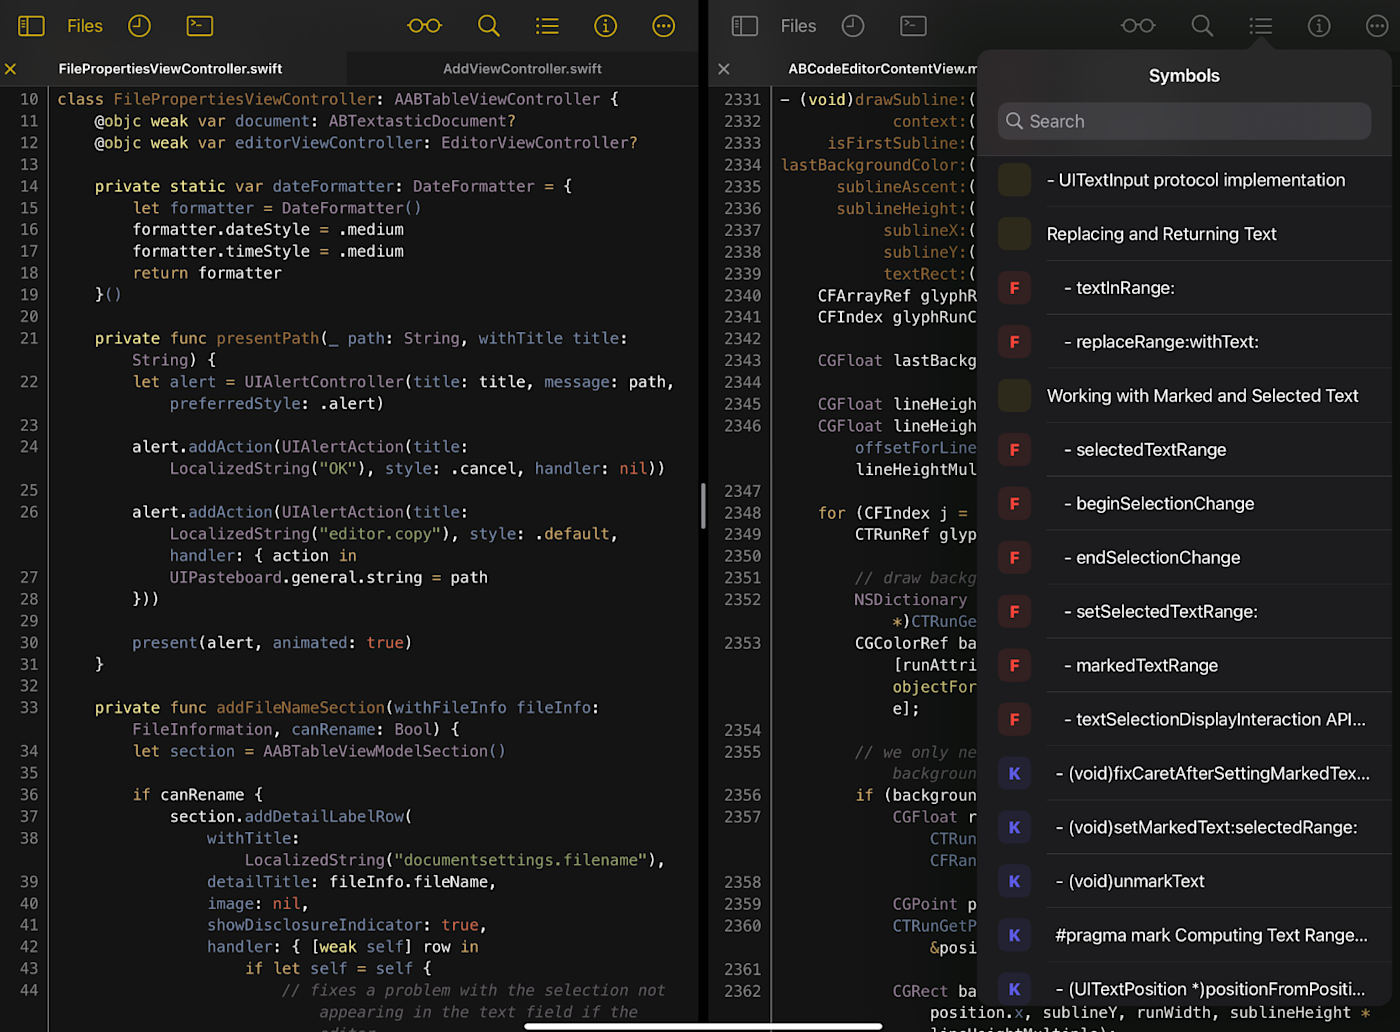 Files
FilePropertiesViewController.swift
AddViewController.swift
10 class FilePropertiesViewController: AABTableViewController {
11 @objc weak var document: ABTextasticDocument?
12 @objc weak var editorViewController: EditorViewController?
13
14 private static var dateFormatter: DateFormatter = {
15 let formatter = DateFormatter()
16 formatter.dateStyle = .medium
17 formatter.timeStyle = .medium
18 return formatter
19 }()
20
21 private func presentPath(_ path: String, withTitle title:
String) {
22 let alert = UIAlertController(title: title, message: path,
preferredStyle: .alert)
23
24 alert.addAction(UIAlertAction(title:
LocalizedString("OK"), style: .cancel, handler: nil))
25
26 alert.addAction(UIAlertAction(title:
LocalizedString("editor.copy"), style: .default,
handler: { action in
27 UIPasteboard.general.string = path
28 }))
29
30 present(alert, animated: true)
31 }
32
33 private func addFileNameSection(withFileInfo fileInfo:
FileInformation, canRename: Bool) {
34 let section = AABTableViewModelSection()
35
36 if canRename {
37 section.addDetailLabelRow(
38 withTitle:
LocalizedString("documentsettings.filename"),
39 detailTitle: fileInfo.fileName,
40 image: nil,
41 showDisclosureIndicator: true,
42 handler: { [weak self] row in
43 if let self = self {
44 // fixes a problem with the selection not
appearing in the text field if the
Files
ABCodeEditorContentView.m
2331 - (void)drawSubline:(
2332 context:(
2333 isFirstSubline:(
2334 lastBackgroundColor:(
2335 sublineAscent:(
2336 sublineHeight:(
2337 sublineX:(
2338 sublineY:(
2339 textRect:(
2340 CFArrayRef glyphR
2341 CFIndex glyphRunC
2342
2343 CGFloat lastBackg
2344
2345 CGFloat lineHeigh
2346 CGFloat lineHeigh
offsetForLine
lineHeightMul
2347
2348 for (CFIndex j =
2349 CTRunRef glyp
2350
2351 // draw backg
2352 NSDictionary
*)CTRunGe
2353 CGColorRef ba
[runAttri
objectFor
e];
2354
2355 // we only ne
backgroun
2356 if (backgroun
2357 CGFloat r
CTRun
CFRan
2358
2359 CGPoint p
2360 CTRunGetP
&posi
2361
2362 CGRect ba
position.x, sublineY, runWidth, sublineHeight *
lineHeightMultiple);
Symbols
Search
- UITextInput protocol implementation
Replacing and Returning Text
F - textInRange:
F - replaceRange:withText:
Working with Marked and Selected Text
F - selectedTextRange
F - beginSelectionChange
F - endSelectionChange
F - setSelectedTextRange:
F - markedTextRange
F - textSelectionDisplayInteraction API...
K - (void)fixCaretAfterSettingMarkedTex...
K - (void)setMarkedText:selectedRange:
K - (void)unmarkText
K #pragma mark Computing Text Range...
K - (UITextPosition *)positionFromPositi...